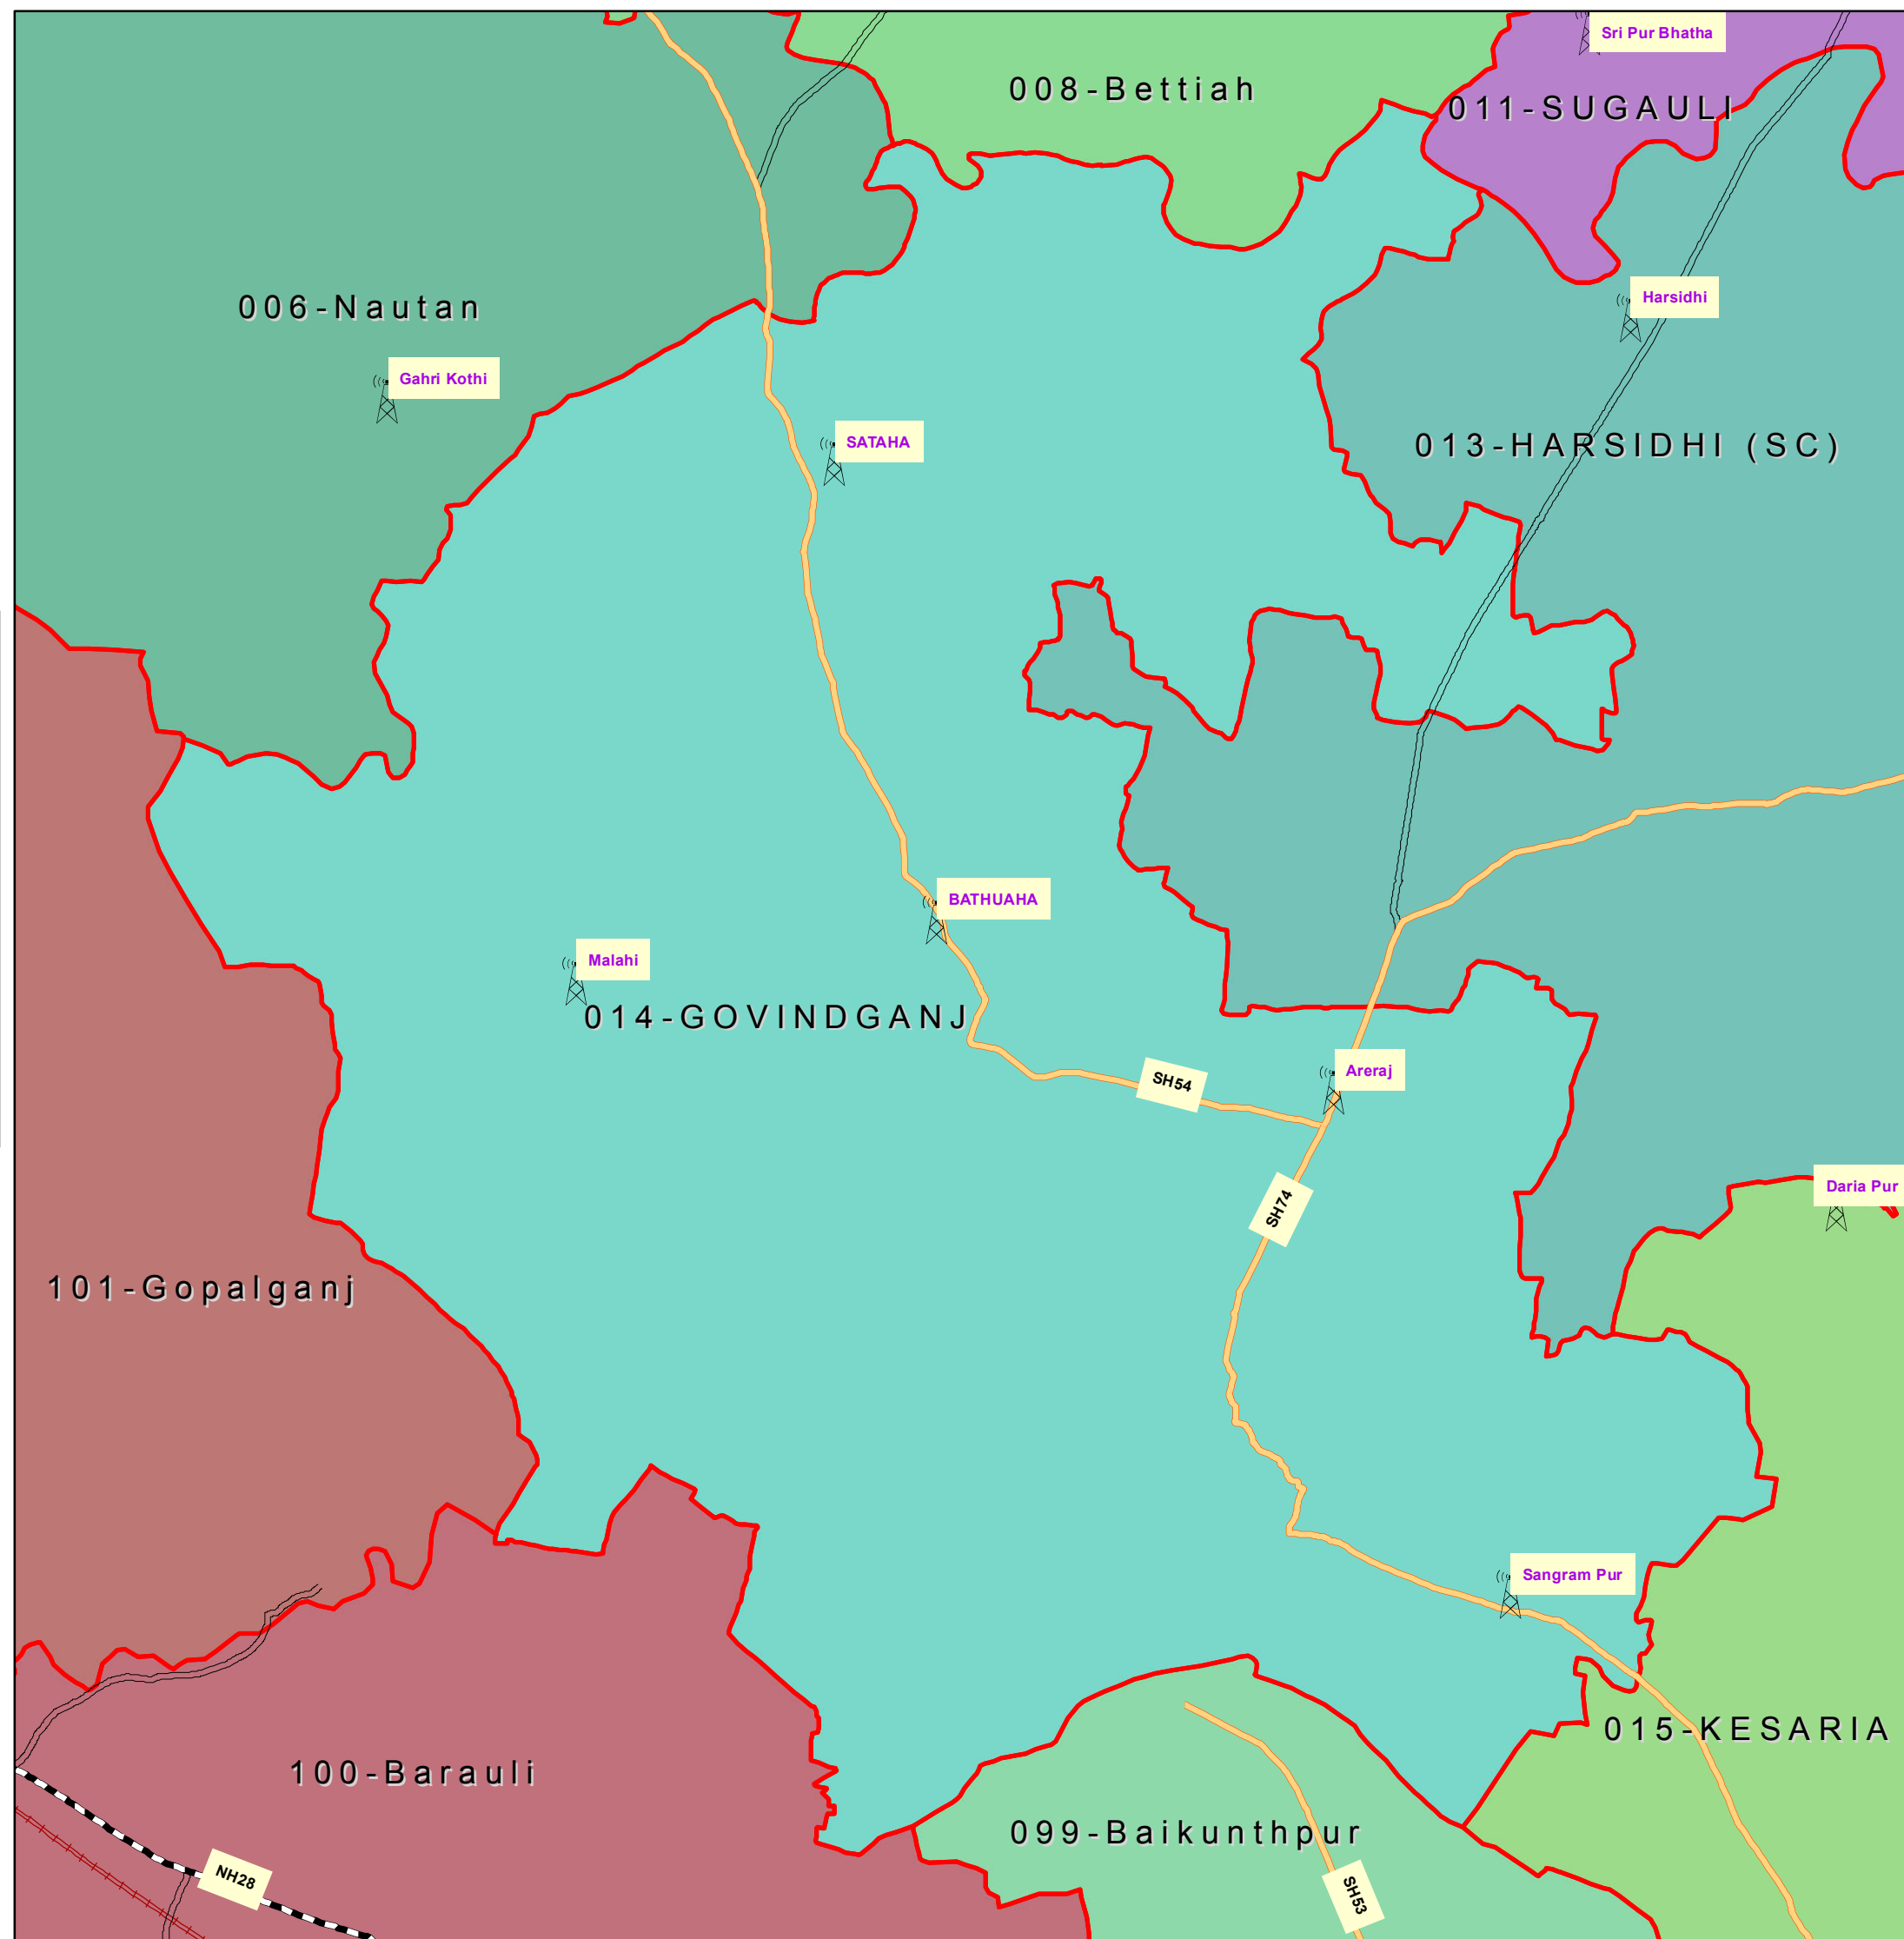 Sri Pur Bhatha
008-Bettiah
011-SUGAULI
Harsidhi
006-Nautan
Gahri Kothi
SATAHA
013-HARSIDHI (SC)
BATHUAHA
Malahi
014-GOVINDGANJ
Areraj
SH54
Daria Pur
SH74
101-Gopalganj
Sangram Pur
015-KESARIA
100-Barauli
099-Baikunthpur
NH28
SH53